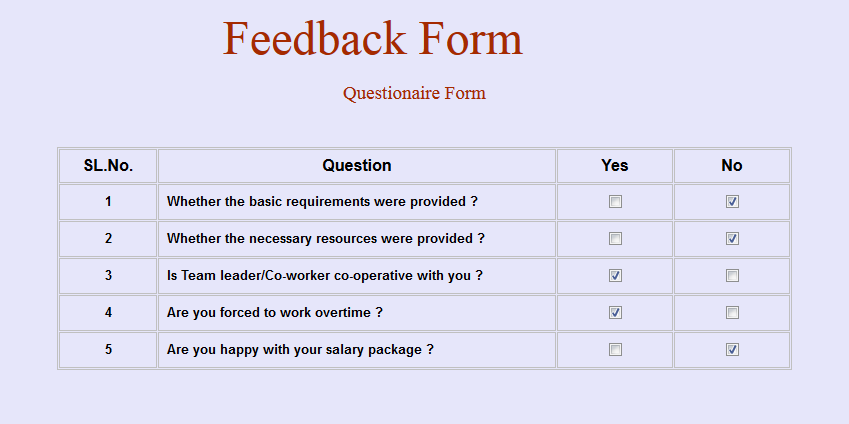 Feedback Form
Questionaire Form
SL.No. Question Yes No
1 Whether the basic requirements were provided ?
2 Whether the necessary resources were provided ?
3 Is Team leader/Co-worker co-operative with you ?
4 Are you forced to work overtime ?
5 Are you happy with your salary package ?